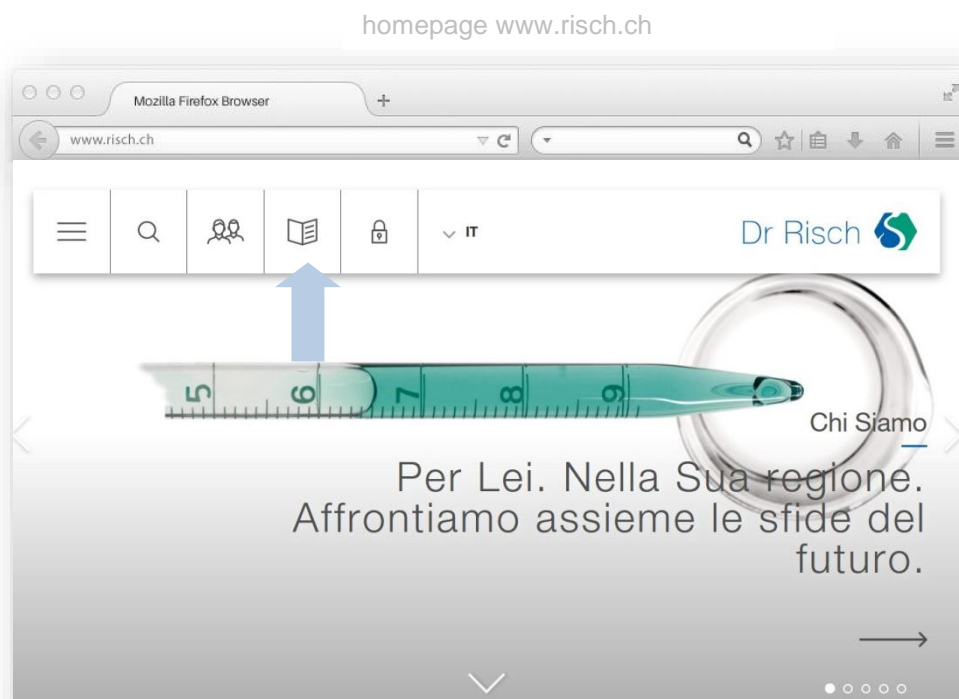 homepage www.risch.ch
Mozilla Firefox Browser
www.risch.ch
IT
Dr Risch
5 6 7 8 9
Chi Siamo
Per Lei. Nella Sua regione.
Affrontiamo assieme le sfide del
futuro.